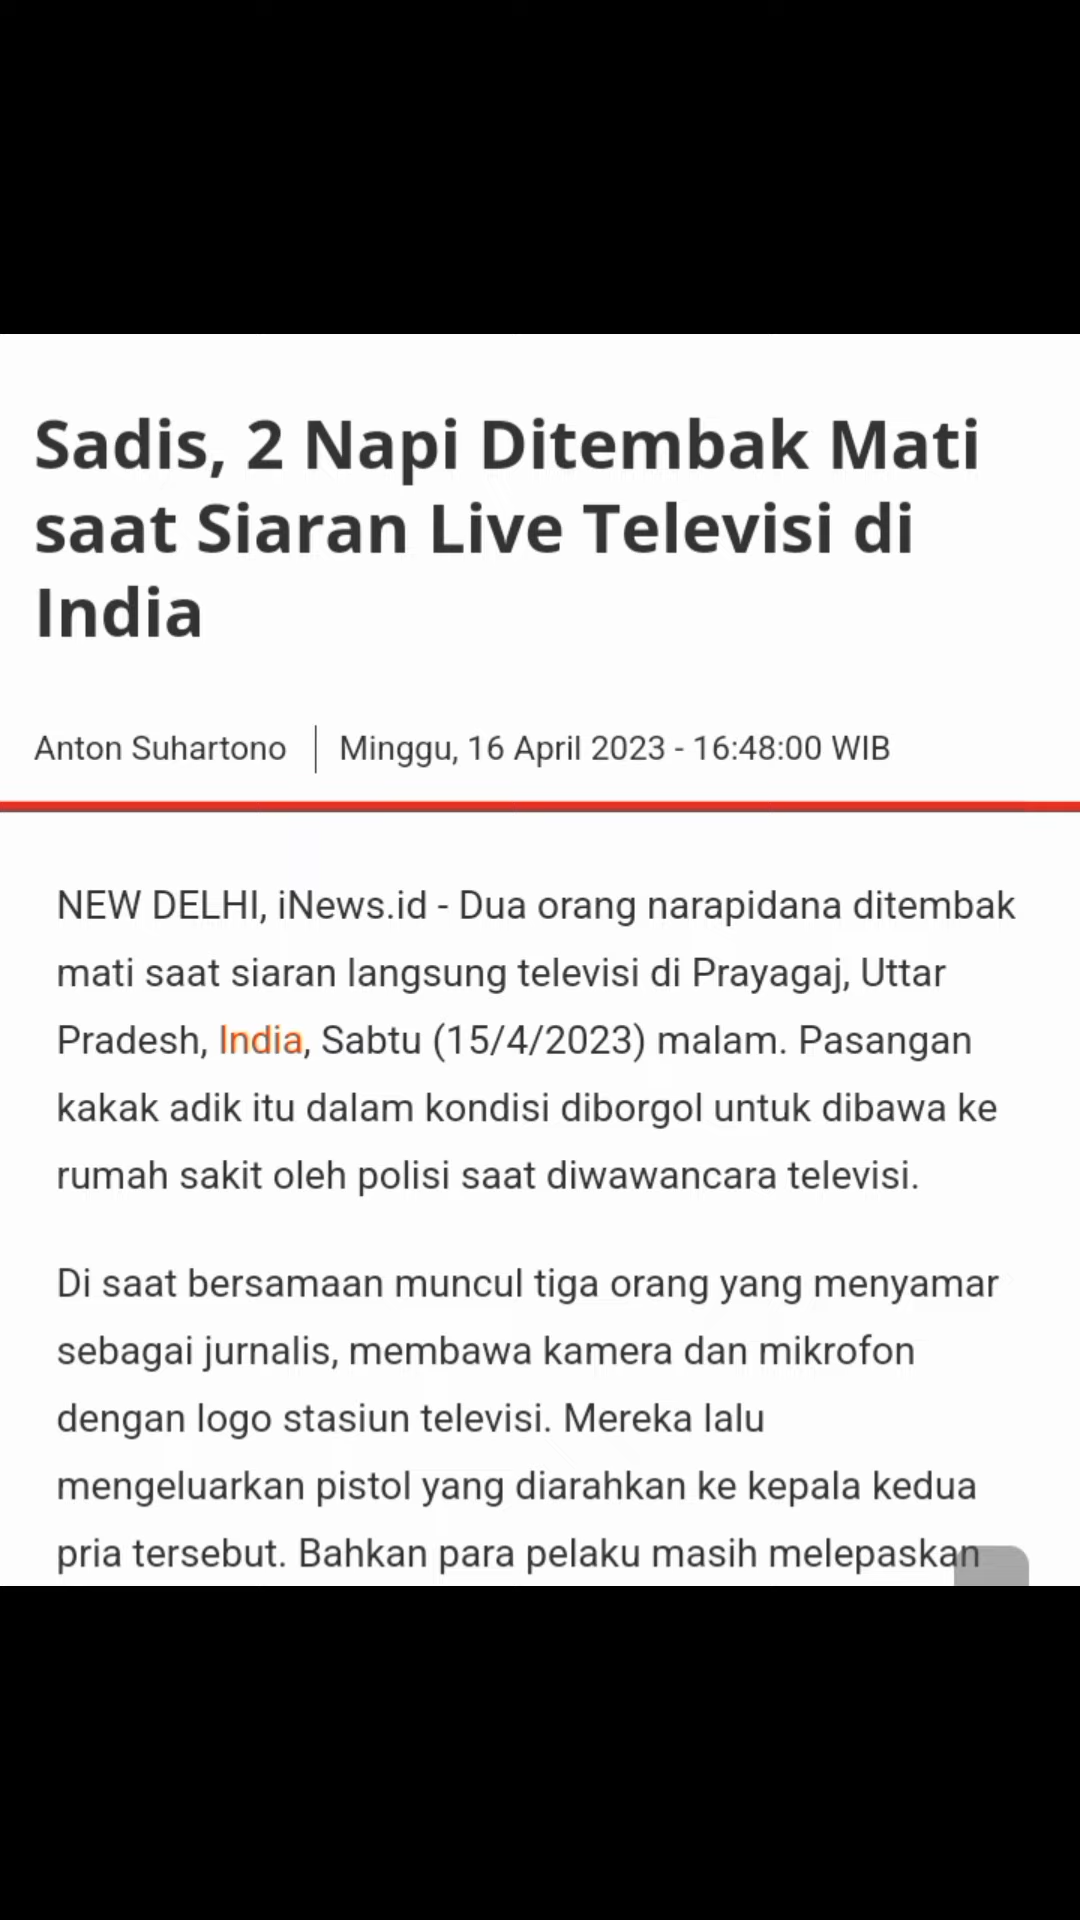 Sadis, 2 Napi Ditembak Mati
saat Siaran Live Televisi di
India
Anton Suhartono | Minggu, 16 April 2023 - 16:48:00 WIB
NEW DELHI, iNews.id - Dua orang narapidana ditembak
mati saat siaran langsung televisi di Prayagaj, Uttar
Pradesh, India, Sabtu (15/4/2023) malam. Pasangan
kakak adik itu dalam kondisi diborgol untuk dibawa ke
rumah sakit oleh polisi saat diwawancara televisi.
Di saat bersamaan muncul tiga orang yang menyamar
sebagai jurnalis, membawa kamera dan mikrofon
dengan logo stasiun televisi. Mereka lalu
mengeluarkan pistol yang diarahkan ke kepala kedua
pria tersebut. Bahkan para pelaku masih melepaskan